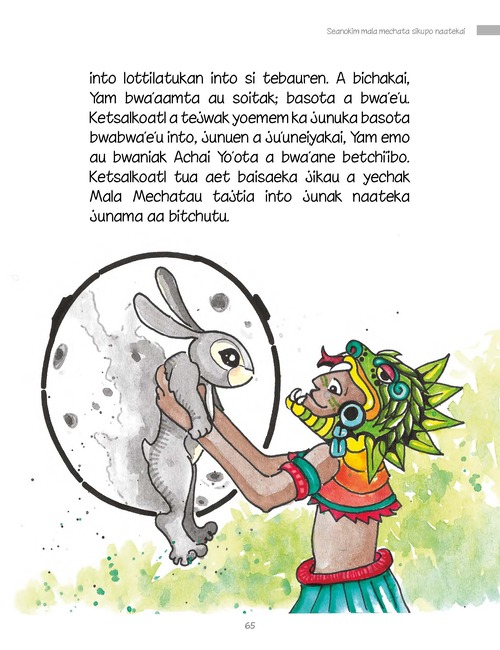 Seanokim mala mechata sikupo naatekai
into lottilatukan into si tebauren. A bichakai,
Yam bwa'aamta au soitak; basota a bwa'e'u.
Ketsalkoatl a tejwak yoemem ka junuka basota
bwabwa'e'u into, junuen a ju'uneiyakai, Yam emo
au bwaniak Achai Yo'ota a bwa'ane betchi'ibo.
Ketsalkoatl tua aet baisaeka jikau a yechak
Mala Mechatau tajtia into junak naateka
junama aa bitchutu.
65